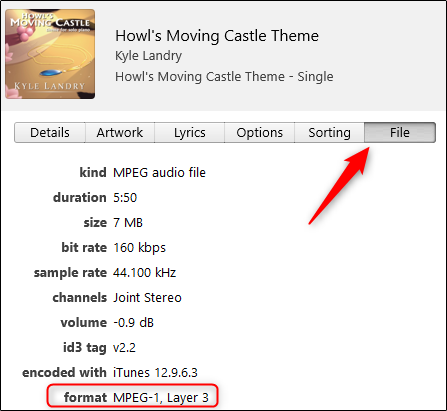 HOWL'S
MOVING CASTLE
KYLE LANDRY
Howl's Moving Castle Theme
Kyle Landry
Howl's Moving Castle Theme - Single
Details Artwork Lyrics Options Sorting File
kind MPEG audio file
duration 5:50
size 7 MB
bit rate 160 kbps
sample rate 44.100 kHz
channels Joint Stereo
volume -0.9 dB
id3 tag v2.2
encoded with iTunes 12.9.6.3
format MPEG-1, Layer 3